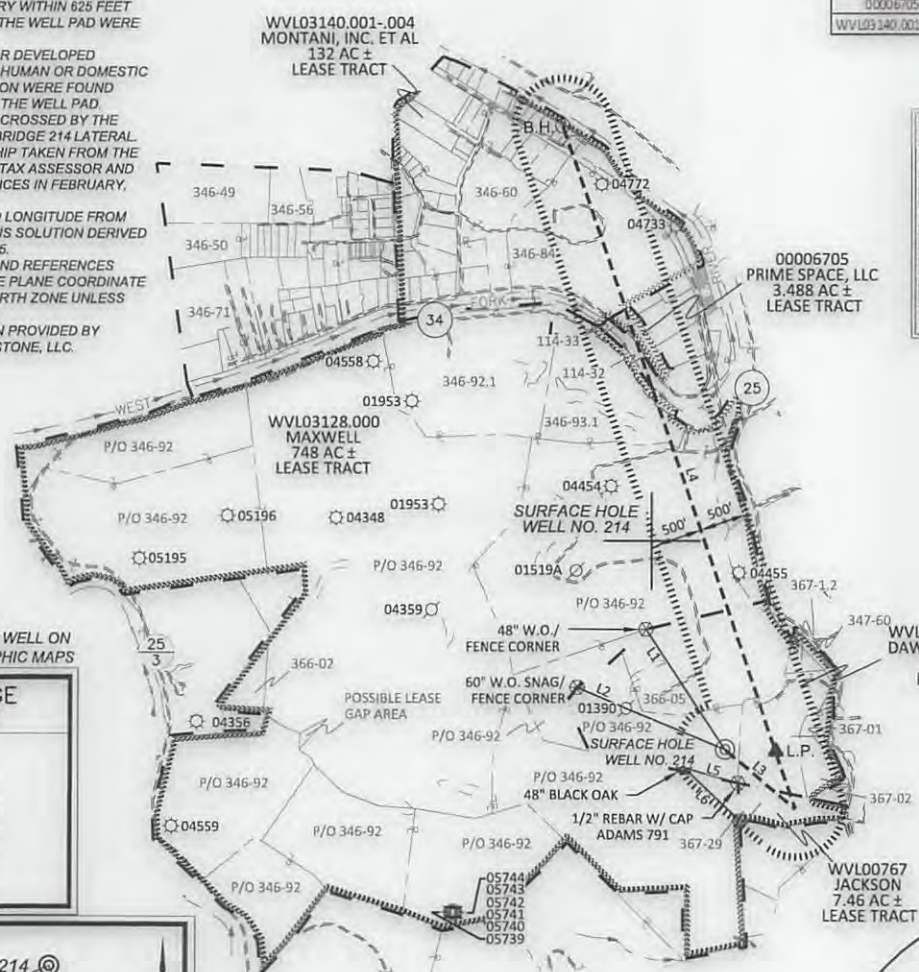 RY WITHIN 625 FEET
THE WELL PAD WERE
R DEVELOPED
HUMAN OR DOMESTIC
ON WERE FOUND
THE WELL PAD.
CROSSED BY THE
BRIDGE 214 LATERAL.
HIP TAKEN FROM THE
TAX ASSESSOR AND
ICES IN FEBRUARY,
LONGITUDE FROM
IS SOLUTION DERIVED
6.
ND REFERENCES
E PLANE COORDINATE
RTH ZONE UNLESS
N PROVIDED BY
STONE, LLC.
WVL03140.001-.004
MONTANI, INC. ET AL
132 AC ±
LEASE TRACT
00006705
WVL03140.001
B.H.
04772
04733
346-49
346-56
346-60
346-50
346-84
346-71
00006705
PRIME SPACE, LLC
3.488 AC ±
LEASE TRACT
34
FORK
WEST
114-33
114-32
25
04558
346-92.1
01953
346-93.1
WVL03128.000
MAXWELL
748 AC ±
LEASE TRACT
P/O 346-92
04454
L4
SURFACE HOLE
WELL NO. 214
500'
500'
P/O 346-92
05196
04348
01953
05195
P/O 346-92
01519A
04455
367-1.2
P/O 346-92
04359
347-60
48" W.O./
FENCE CORNER
L1
WVL
DAW
WELL ON
PHIC MAPS
25
3
366-02
60" W.O. SNAG/
FENCE CORNER
L2
366-05
01390
GE
POSSIBLE LEASE
GAP AREA
04356
P/O 346-92
P/O 346-92
367-01
SURFACE HOLE
WELL NO. 214
L.P.
L3
P/O 346-92
P/O 346-92
L5
48" BLACK OAK
L6
367-02
1/2" REBAR W/ CAP
ADAMS 791
04559
P/O 346-92
P/O 346-92
367-29
P/O 346-92
WVL00767
JACKSON
7.46 AC ±
LEASE TRACT
05744
05743
05742
05741
05740
05739
214